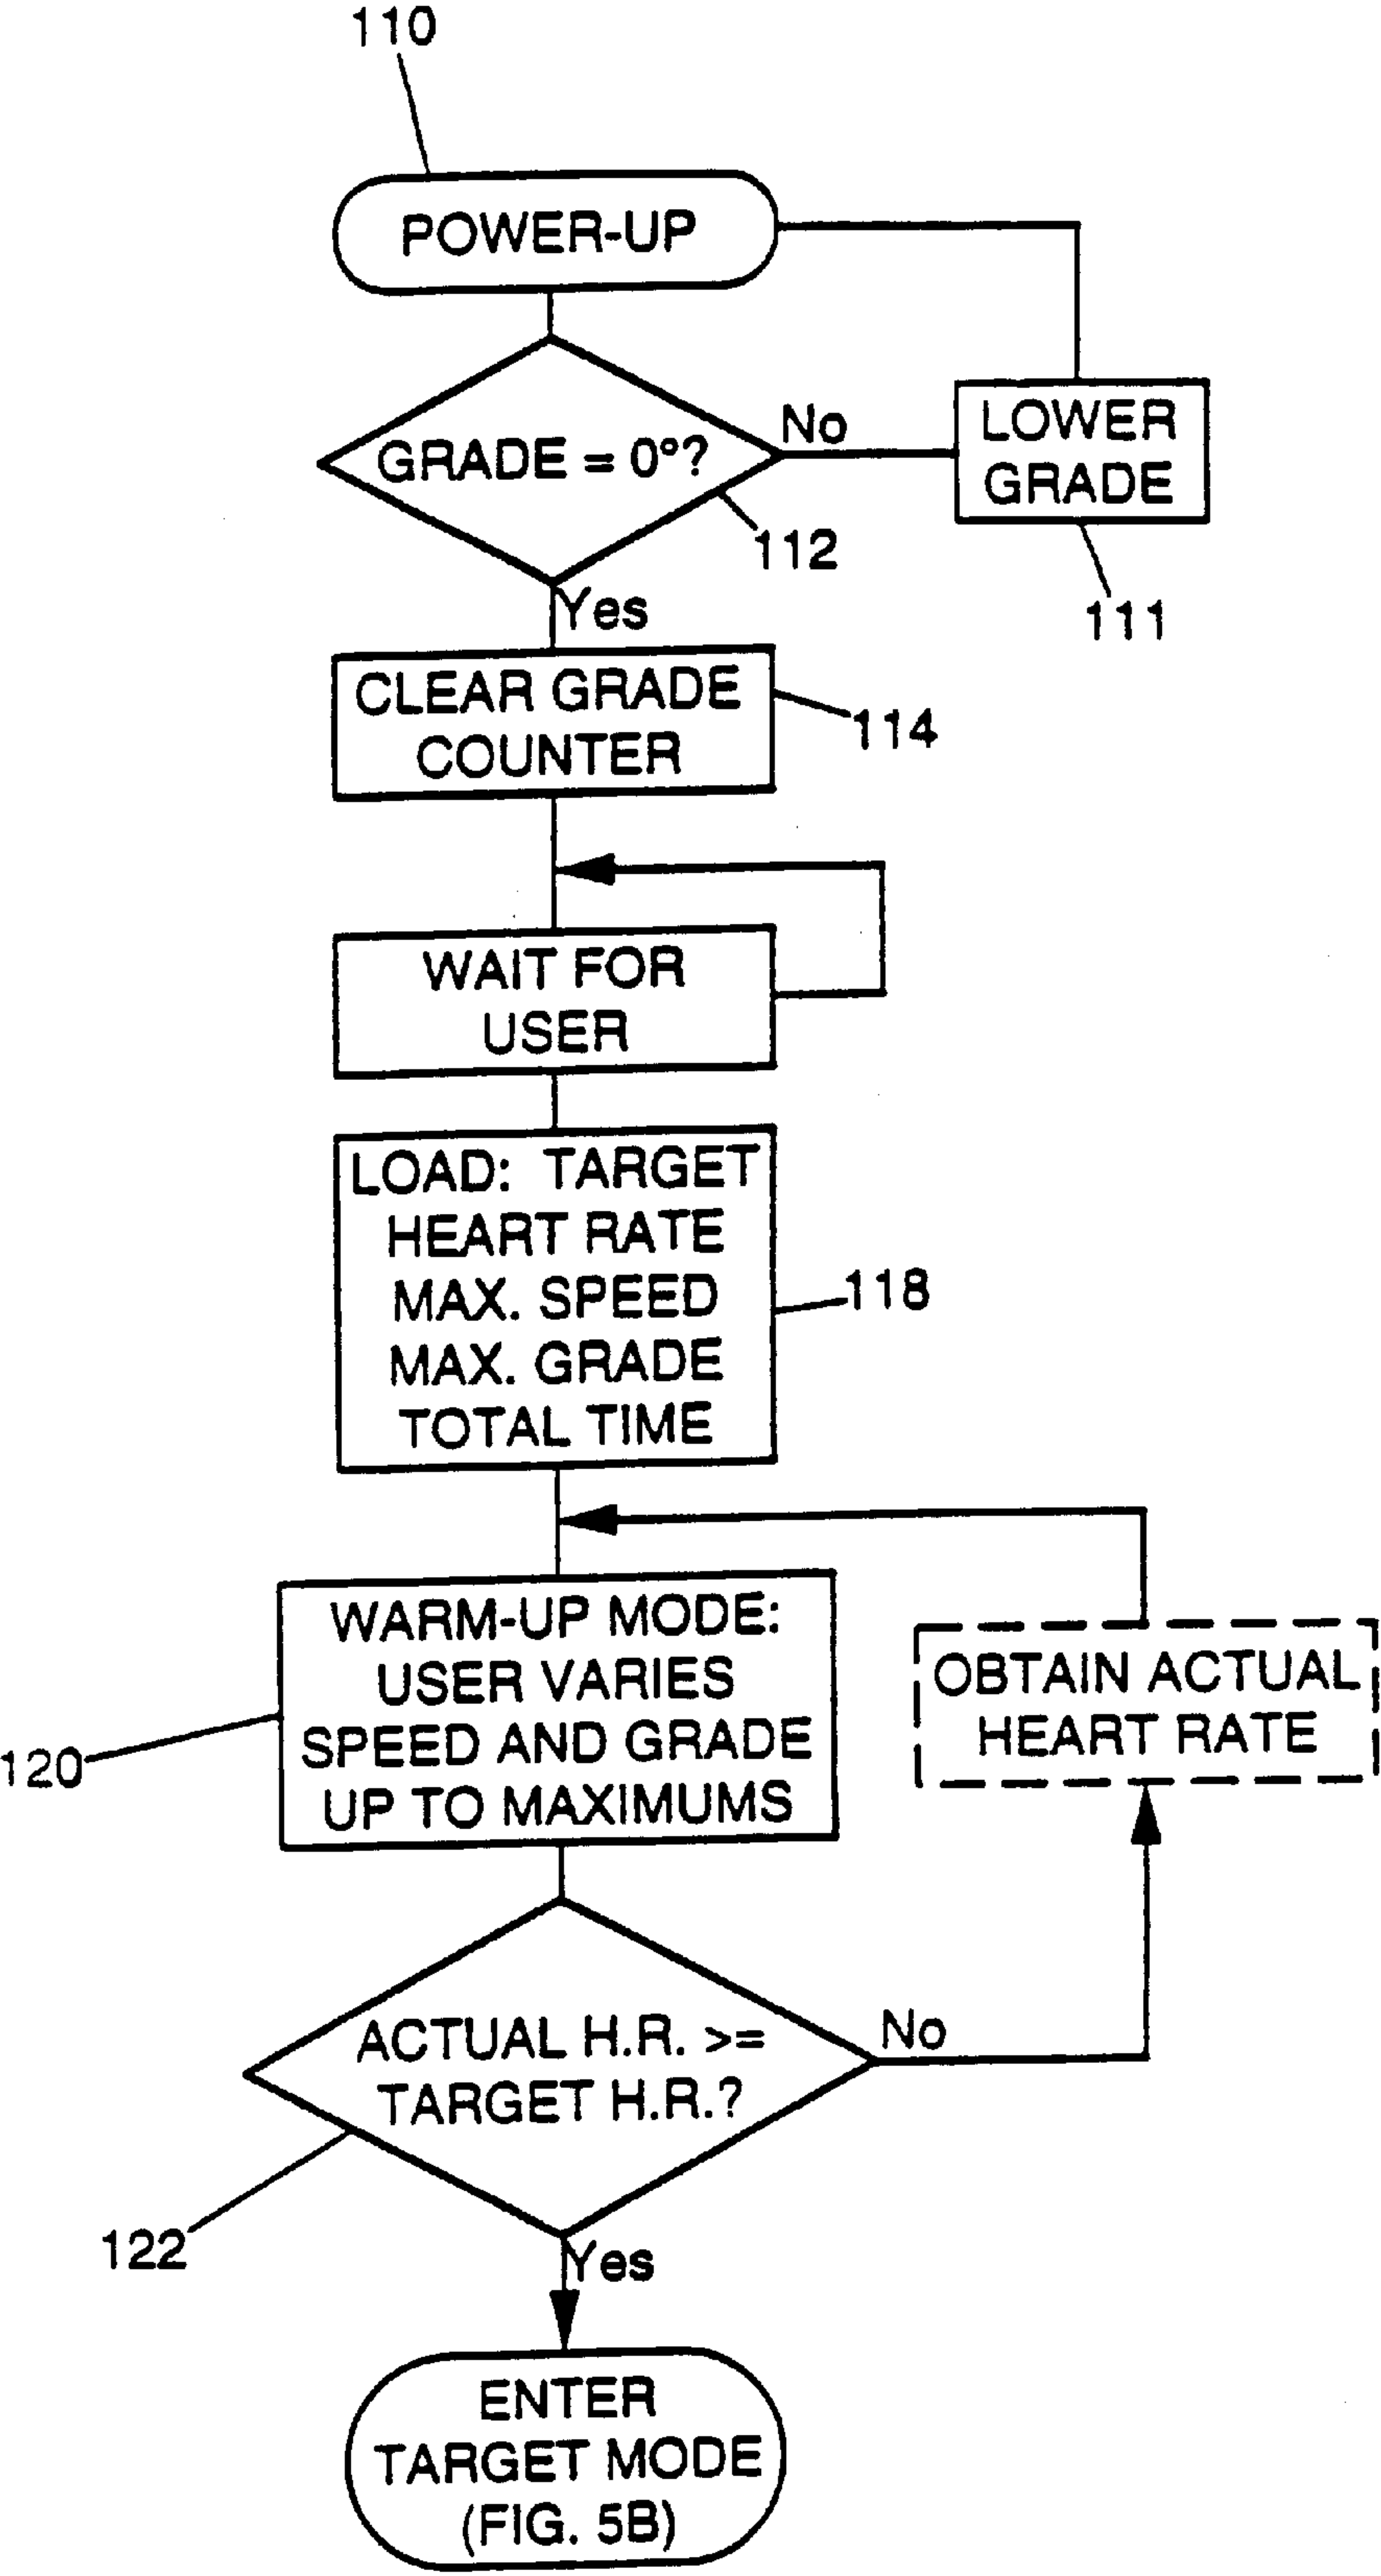 110
POWER-UP
GRADE = 0°?
No
LOWER
GRADE
112
111
Yes
CLEAR GRADE
COUNTER
114
WAIT FOR
USER
LOAD: TARGET
HEART RATE
MAX. SPEED
MAX. GRADE
TOTAL TIME
118
WARM-UP MODE:
USER VARIES
SPEED AND GRADE
UP TO MAXIMUMS
120
OBTAIN ACTUAL
HEART RATE
ACTUAL H.R. >=
TARGET H.R.?
No
122
Yes
ENTER
TARGET MODE
(FIG. 5B)